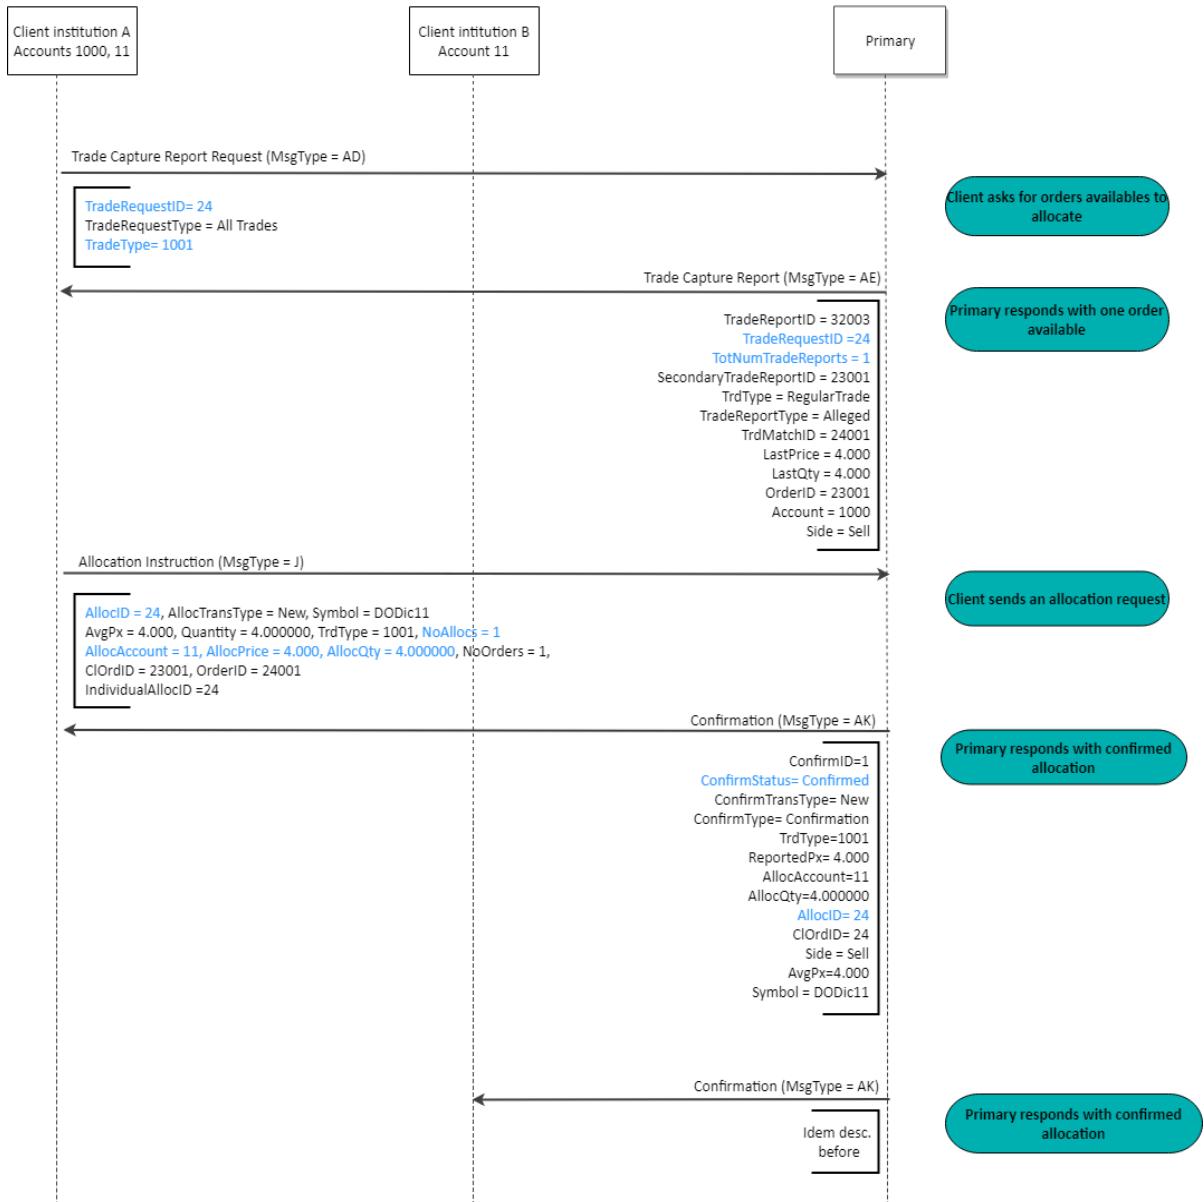 Client institution A
Accounts 1000, 11
Client intitution B
Account 11
Primary
Trade Capture Report Request (MsgType = AD)
TradeRequestID= 24
TradeRequestType = All Trades
TradeType= 1001
Client asks for orders availables to
allocate
Trade Capture Report (MsgType = AE)
TradeReportID = 32003
TradeRequestID =24
TotNumTradeReports = 1
SecondaryTradeReportID = 23001
TrdType = RegularTrade
TradeReportType = Alleged
TrdMatchID = 24001
LastPrice = 4.000
LastQty = 4.000
OrderID = 23001
Account = 1000
Side = Sell
Primary responds with one order
available
Allocation Instruction (MsgType = J)
AllocID = 24, AllocTransType = New, Symbol = DODic11
AvgPx = 4.000, Quantity = 4.000000, TrdType = 1001, NoAllocs = 1
AllocAccount = 11, AllocPrice = 4.000, AllocQty = 4.000000, NoOrders = 1,
ClOrdID = 23001, OrderID = 24001
IndividualAllocID =24
Client sends an allocation request
Confirmation (MsgType = AK)
ConfirmID=1
ConfirmStatus= Confirmed
ConfirmTransType= New
ConfirmType= Confirmation
TrdType=1001
ReportedPx= 4.000
AllocAccount=11
AllocQty=4.000000
AllocID= 24
ClOrdID= 24
Side = Sell
AvgPx=4.000
Symbol = DODic11
Primary responds with confirmed
allocation
Confirmation (MsgType = AK)
Idem desc.
before
Primary responds with confirmed
allocation